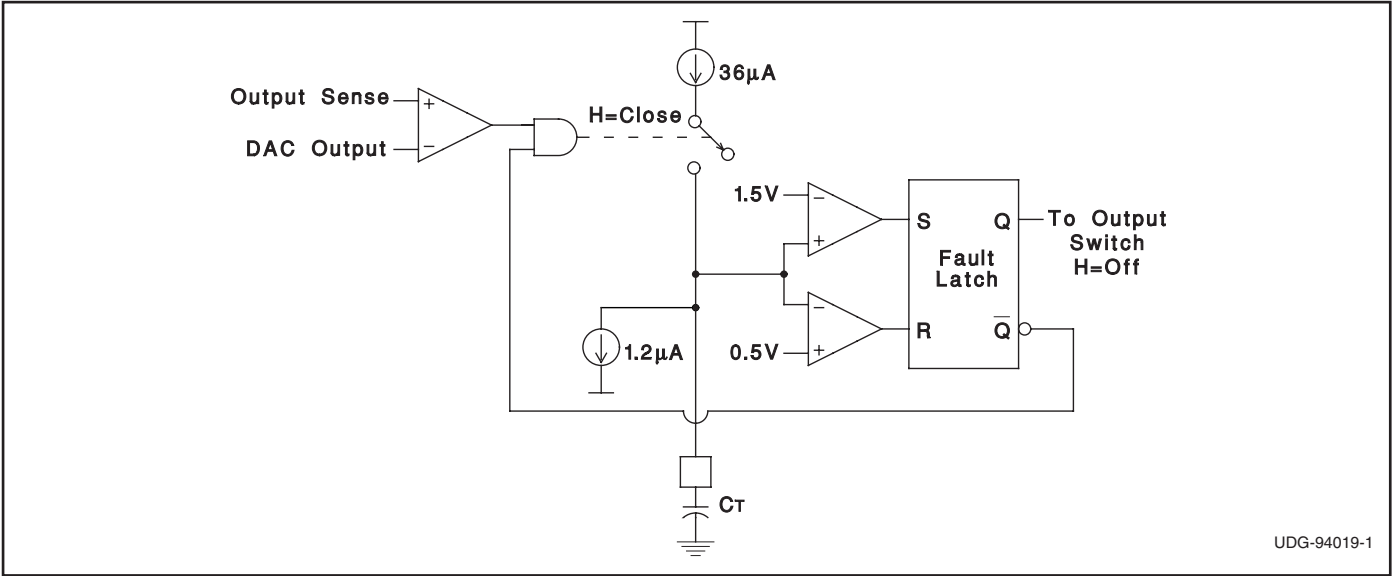 36µA
Output Sense
+
H=Close
DAC Output
−
1.5V
−
S
Q
To Output
Switch
H=Off
+
Fault
Latch
−
R
Q̅
1.2µA
0.5V
+
CT
UDG-94019-1